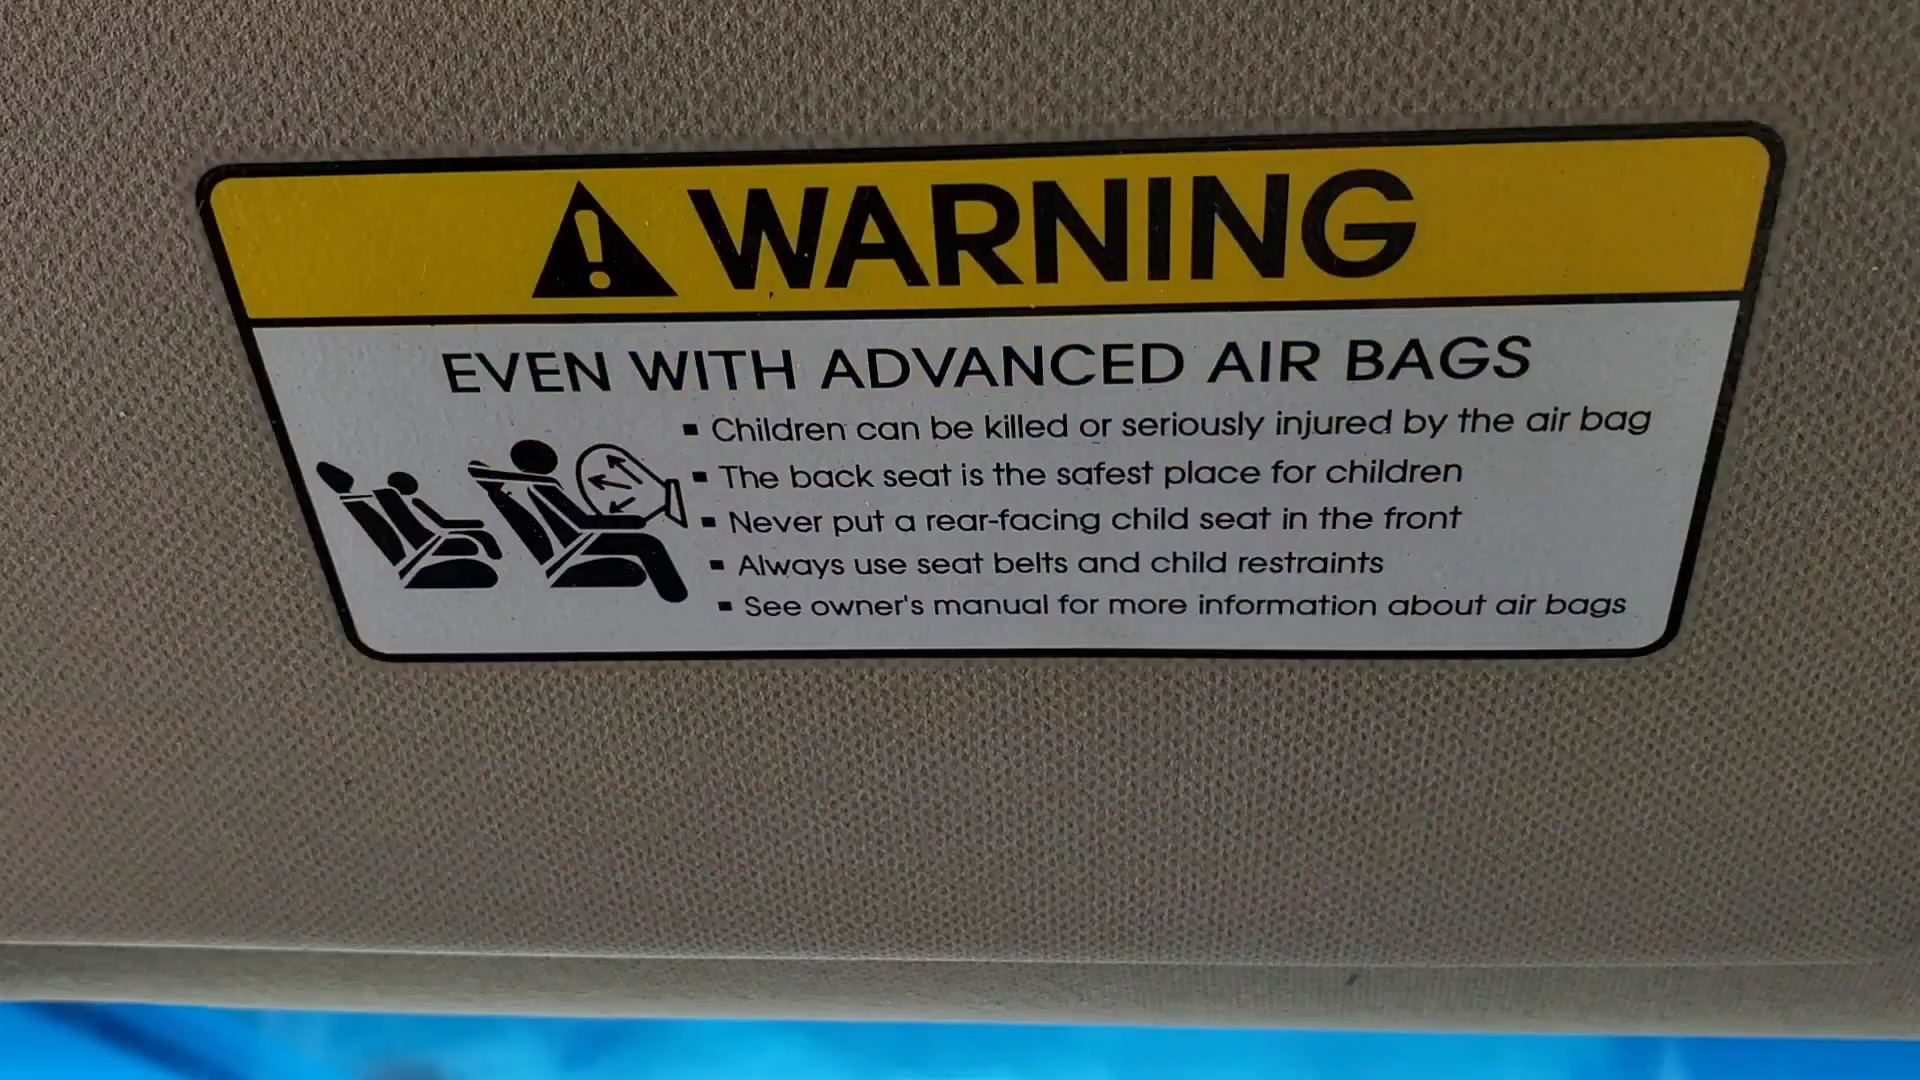 WARNING
EVEN WITH ADVANCED AIR BAGS
▪ Children can be killed or seriously injured by the air bag
▪ The back seat is the safest place for children
▪ Never put a rear-facing child seat in the front
▪ Always use seat belts and child restraints
▪ See owner's manual for more information about air bags